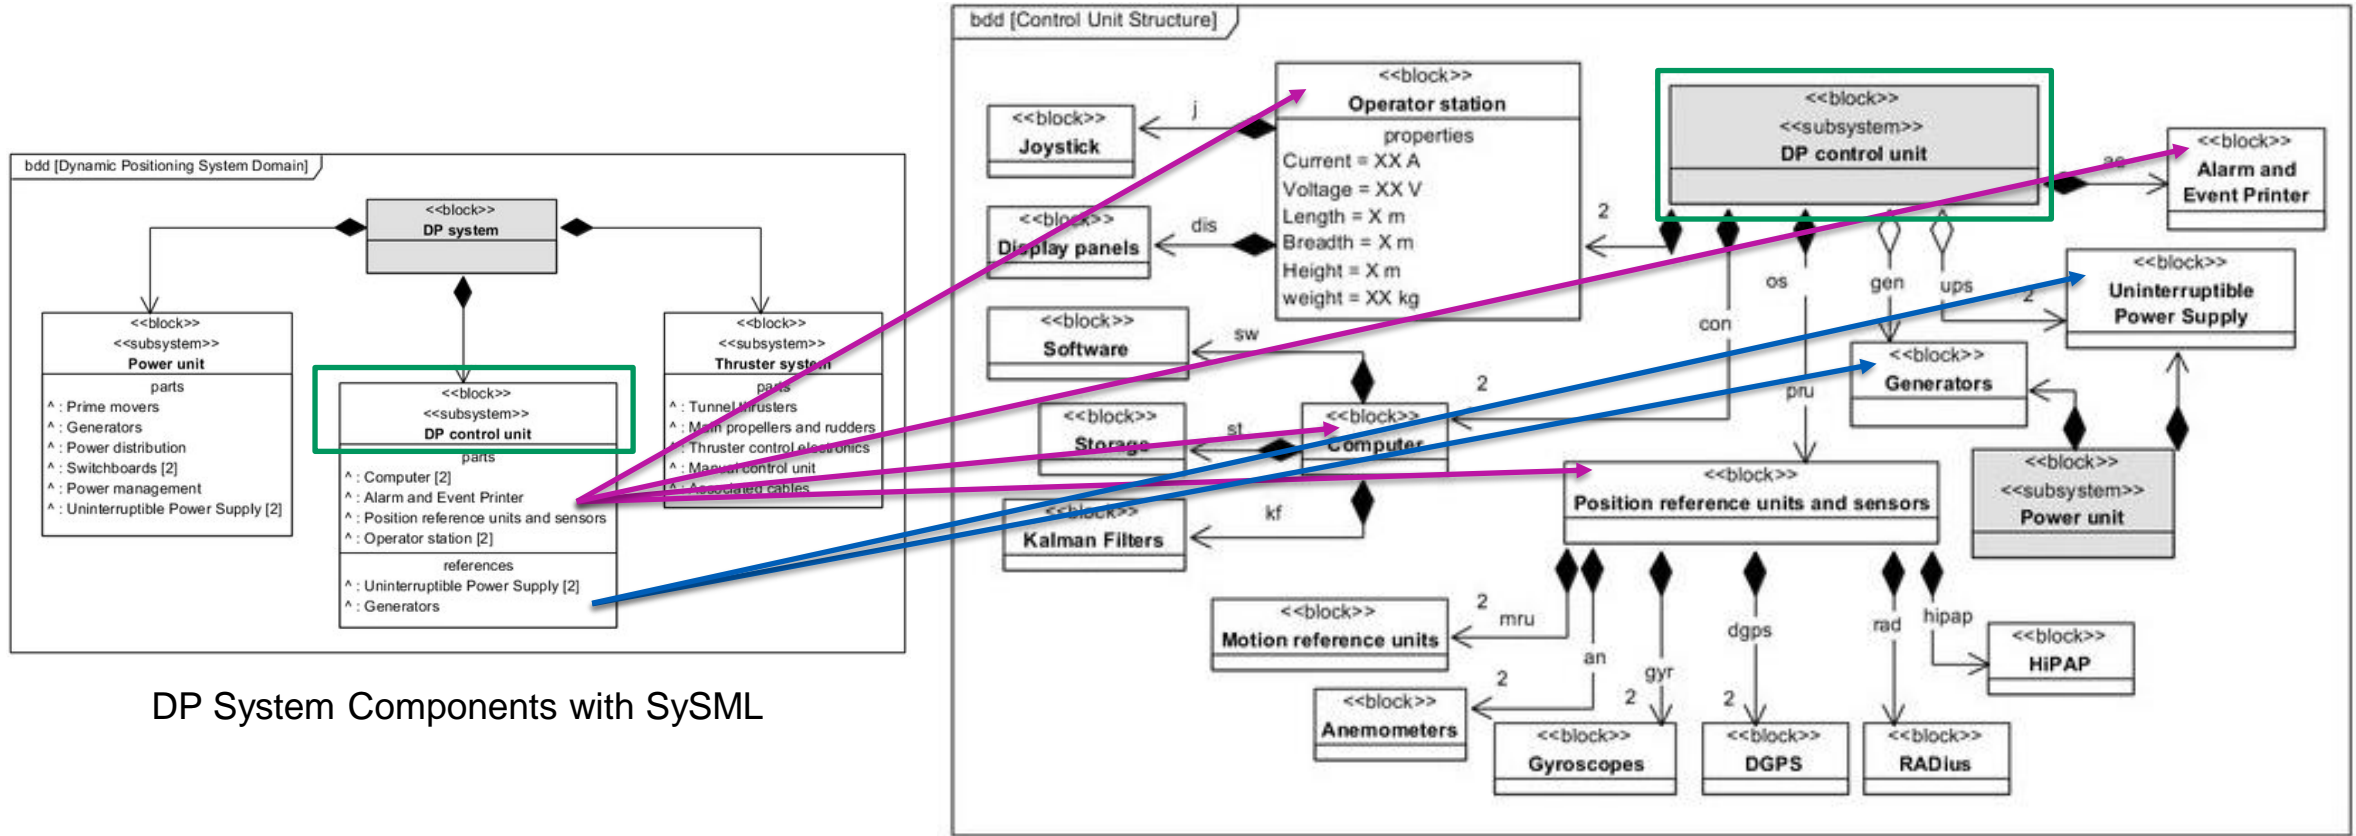 bdd [Dynamic Positioning System Domain]
<<block>>
DP system
<<block>>
<<subsystem>>
Power unit
parts
^ : Prime movers
^ : Generators
^ : Power distribution
^ : Switchboards [2]
^ : Power management
^ : Uninterruptible Power Supply [2]
<<block>>
<<subsystem>>
DP control unit
parts
^ : Computer [2]
^ : Alarm and Event Printer
^ : Position reference units and sensors
^ : Operator station [2]
references
^ : Uninterruptible Power Supply [2]
^ : Generators
<<block>>
<<subsystem>>
Thruster system
parts
^ : Tunnel thrusters
^ : Main propellers and rudders
^ : Thruster control electronics
^ : Manual control unit
^ : Associated cables
DP System Components with SySML
bdd [Control Unit Structure]
<<block>>
Joystick
j
<<block>>
Display panels
dis
<<block>>
Operator station
properties
Current = XX A
Voltage = XX V
Length = X m
Breadth = X m
Height = X m
weight = XX kg
2
<<block>>
<<subsystem>>
DP control unit
ae
<<block>>
Alarm and
Event Printer
os
gen
ups
2
<<block>>
Uninterruptible
Power Supply
con
pru
<<block>>
Generators
<<block>>
Software
sw
<<block>>
Storage
st
<<block>>
Computer
2
<<block>>
Kalman Filters
kf
<<block>>
Position reference units and sensors
<<block>>
<<subsystem>>
Power unit
<<block>>
Motion reference units
2
mru
<<block>>
Anemometers
2
an
gyr
2
dgps
2
rad
hipap
<<block>>
HiPAP
<<block>>
Gyroscopes
<<block>>
DGPS
<<block>>
RADius